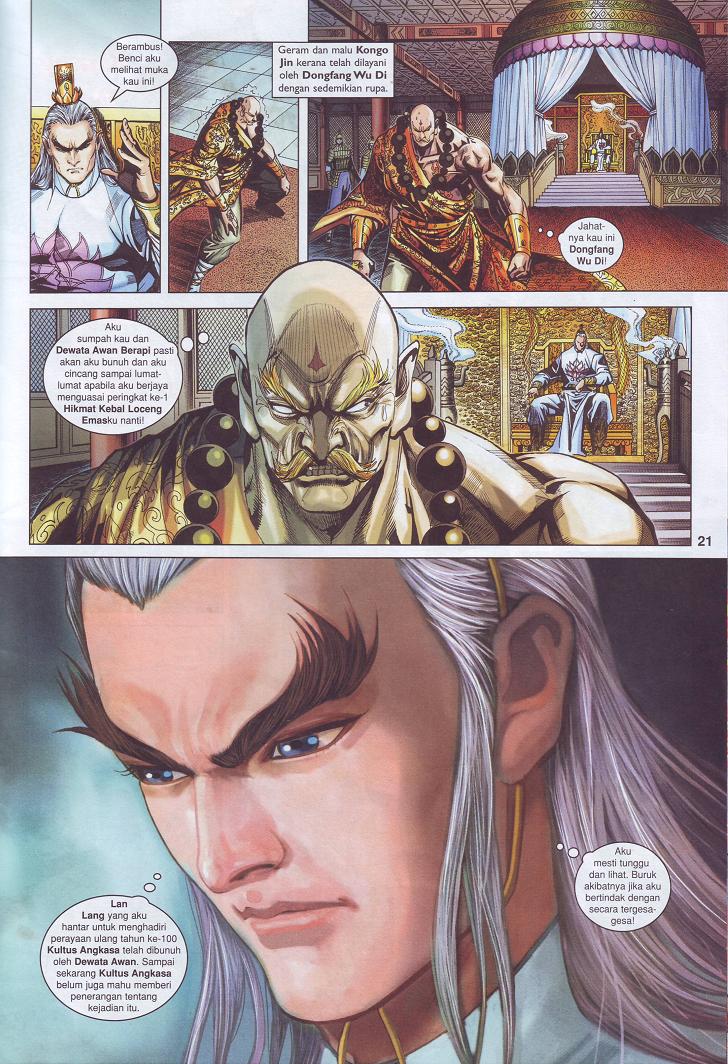 Berambus!
Benci aku
melihat muka
kau ini!
Geram dan malu Kongo
Jin kerana telah dilayani
oleh Dongfang Wu Di
dengan sedemikian rupa.
Jahat-
nya kau ini
Dongfang
Wu Di!
Aku
sumpah kau dan
Dewata Awan Berapi pasti
akan aku bunuh dan aku
cincang sampai lumat-
lumat apabila aku berjaya
menguasai peringkat ke-1
Hikmat Kebal Loceng
Emasku nanti!
21
Lan
Lang yang aku
hantar untuk menghadiri
perayaan ulang tahun ke-100
Kultus Angkasa telah dibunuh
oleh Dewata Awan. Sampai
sekarang Kultus Angkasa
belum juga mahu memberi
penerangan tentang
kejadian itu.
Aku
mesti tunggu
dan lihat. Buruk
akibatnya jika aku
bertindak dengan
secara tergesa-
gesa!